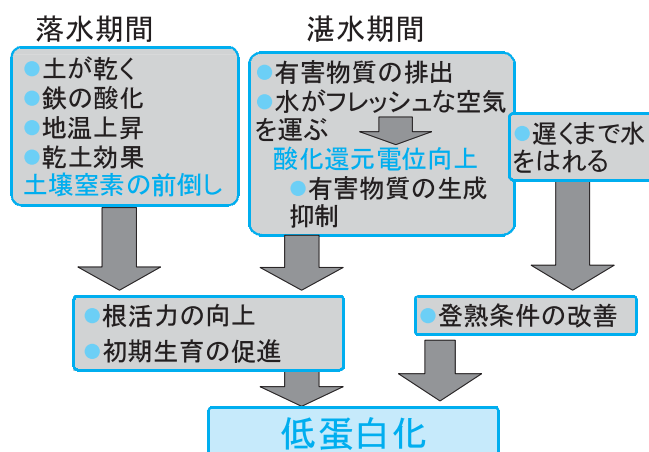 落水期間
●土が乾く
●鉄の酸化
●地温上昇
●乾土効果
土壌窒素の前倒し
湛水期間
●有害物質の排出
●水がフレッシュな空気
を運ぶ
酸化還元電位向上
●有害物質の生成
抑制
●遅くまで水
をはれる
●根活力の向上
●初期生育の促進
●登熟条件の改善
低蛋白化